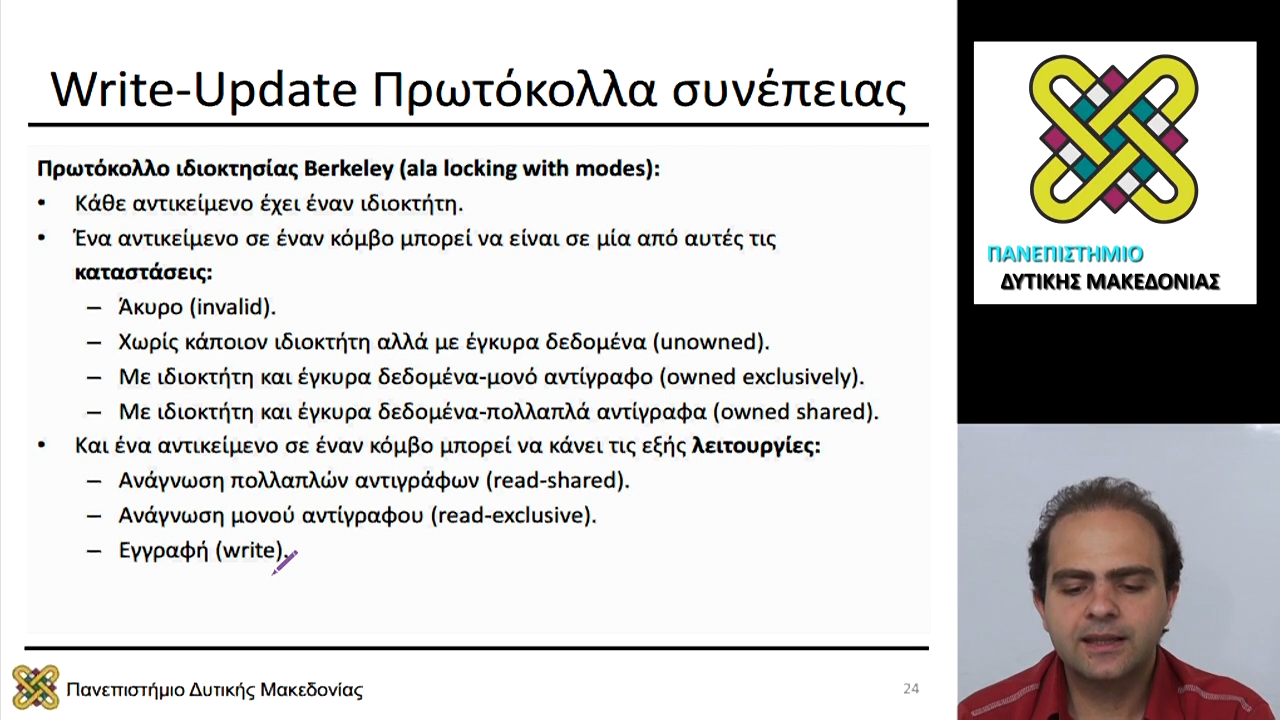 Write-Update Πρωτόκολλα συνέπειας
Πρωτόκολλο ιδιοκτησίας Berkeley (ala locking with modes):
• Κάθε αντικείμενο έχει έναν ιδιοκτήτη.
• Ένα αντικείμενο σε έναν κόμβο μπορεί να είναι σε μία από αυτές τις
καταστάσεις:
– Άκυρο (invalid).
– Χωρίς κάποιον ιδιοκτήτη αλλά με έγκυρα δεδομένα (unowned).
– Με ιδιοκτήτη και έγκυρα δεδομένα-μονό αντίγραφο (owned exclusively).
– Με ιδιοκτήτη και έγκυρα δεδομένα-πολλαπλά αντίγραφα (owned shared).
• Και ένα αντικείμενο σε έναν κόμβο μπορεί να κάνει τις εξής λειτουργίες:
– Ανάγνωση πολλαπλών αντιγράφων (read-shared).
– Ανάγνωση μονού αντίγραφου (read-exclusive).
– Εγγραφή (write).
Πανεπιστήμιο Δυτικής Μακεδονίας
24
ΠΑΝΕΠΙΣΤΗΜΙΟ
ΔΥΤΙΚΗΣ ΜΑΚΕΔΟΝΙΑΣ